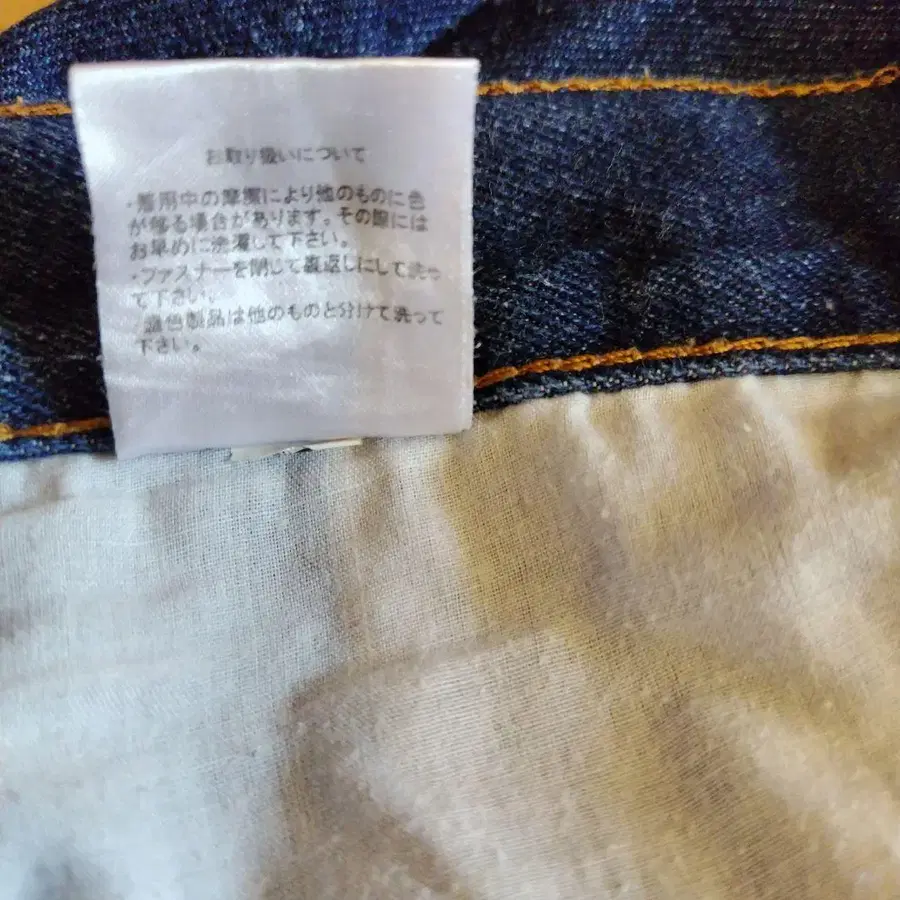 お取り扱いについて
・着用中の摩擦により他のものに色
が移る場合があります。その際には
お早めに洗濯して下さい。
・ファスナーを閉じて裏返しにして洗っ
て下さい。
濃色製品は他のものと分けて洗って
下さい。